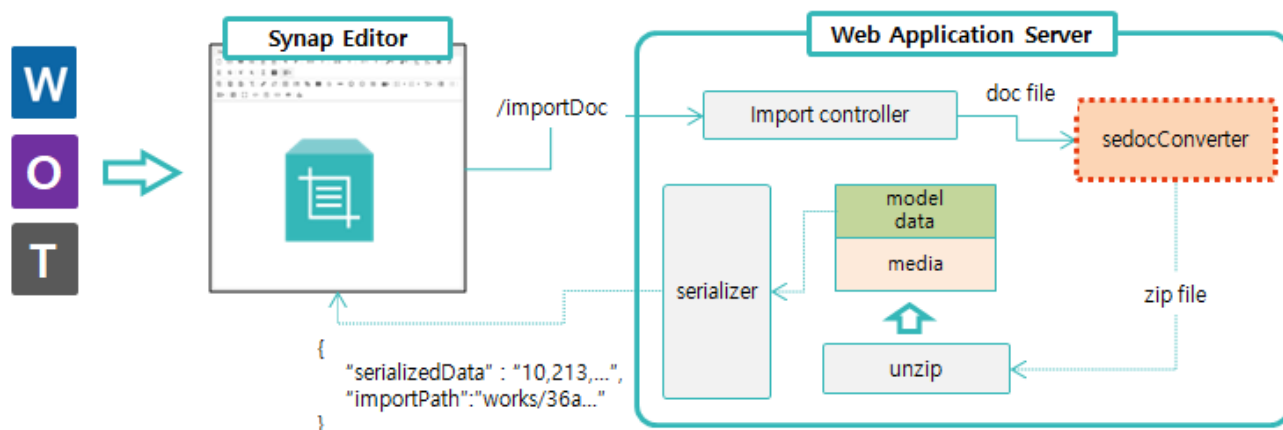 Synap Editor
Web Application Server
W
O
T
/importDoc
Import controller
doc file
sedocConverter
model
data
media
serializer
zip file
unzip
{
"serializedData" : "10,213,...",
"importPath":"works/36a..."
}